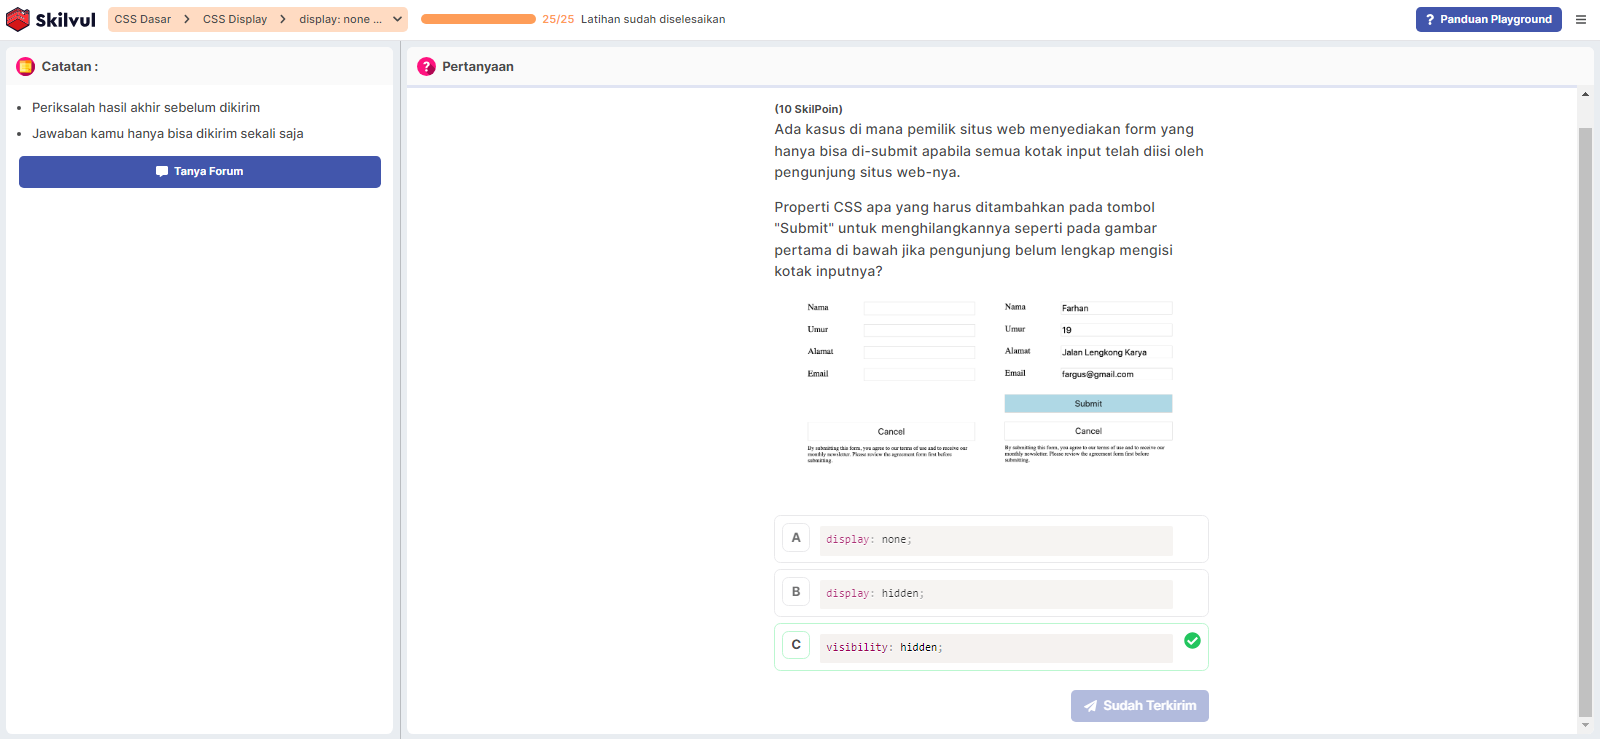 Skilvul
CSS Dasar > CSS Display > display: none ...
25/25 Latihan sudah diselesaikan
? Panduan Playground
Catatan :
• Periksalah hasil akhir sebelum dikirim
• Jawaban kamu hanya bisa dikirim sekali saja
Tanya Forum
? Pertanyaan
(10 SkilPoin)
Ada kasus di mana pemilik situs web menyediakan form yang
hanya bisa di-submit apabila semua kotak input telah diisi oleh
pengunjung situs web-nya.
Properti CSS apa yang harus ditambahkan pada tombol
"Submit" untuk menghilangkannya seperti pada gambar
pertama di bawah jika pengunjung belum lengkap mengisi
kotak inputnya?
Nama
Umur
Alamat
Email
Cancel
By submitting this form, you agree to our terms of use and to receive our
monthly newsletter. Please review the agreement form first before
submitting.
Nama Farhan
Umur 19
Alamat Jalan Lengkong Karya
Email fargus@gmail.com
Submit
Cancel
By submitting this form, you agree to our terms of use and to receive our
monthly newsletter. Please review the agreement form first before
submitting.
A display: none;
B display: hidden;
C visibility: hidden;
Sudah Terkirim